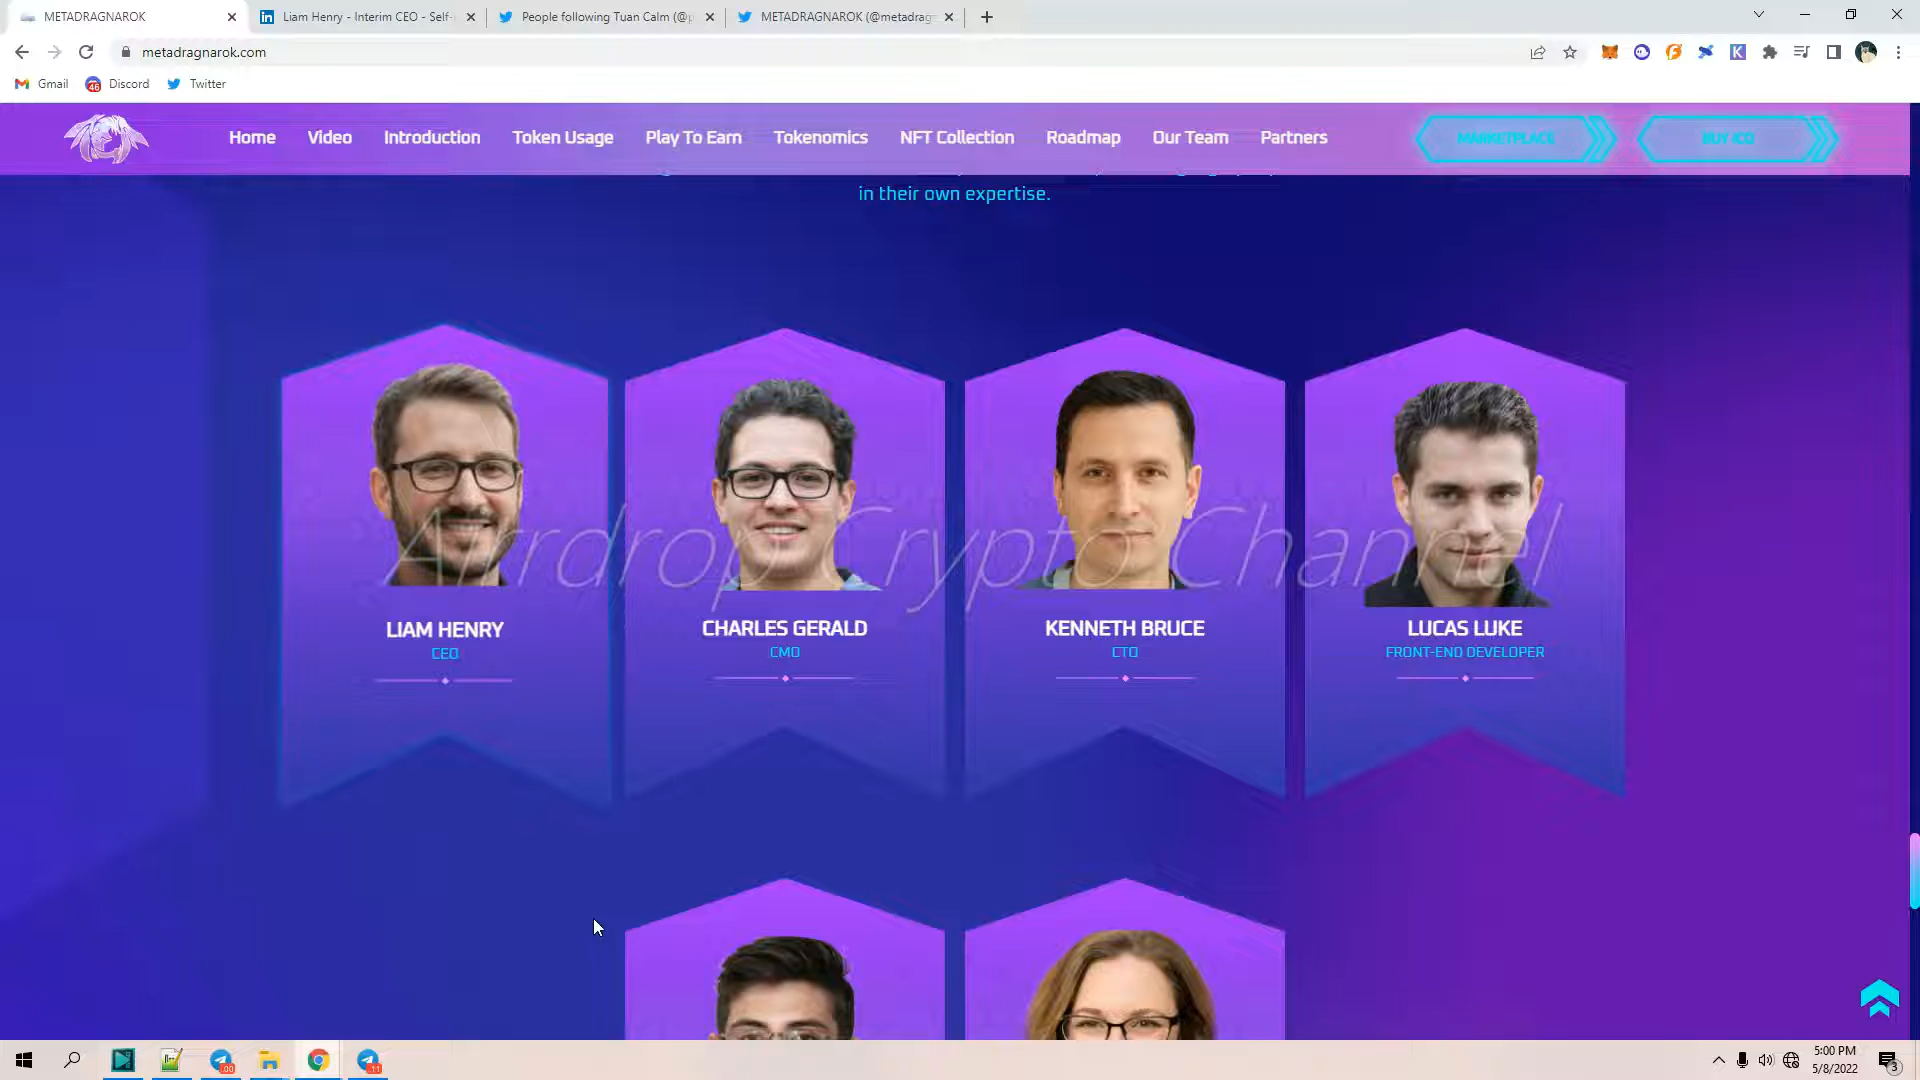 METADRAGNAROK
Liam Henry - Interim CEO - Self-
People following Tuan Calm (@p
METADRAGNAROK (@metadrag
metadragnarok.com
Gmail
46
Discord
Twitter
Home
Video
Introduction
Token Usage
Play To Earn
Tokenomics
NFT Collection
Roadmap
Our Team
Partners
MARKETPLACE
BUY ICO
in their own expertise.
Airdrop Crypto Channel
LIAM HENRY
CEO
CHARLES GERALD
CMO
KENNETH BRUCE
CTO
LUCAS LUKE
FRONT-END DEVELOPER
5:00 PM
5/8/2022
3